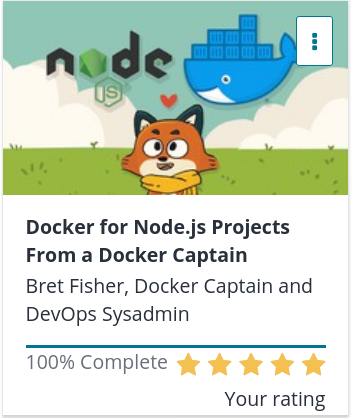 node
JS
Docker for Node.js Projects
From a Docker Captain
Bret Fisher, Docker Captain and
DevOps Sysadmin
100% Complete
Your rating